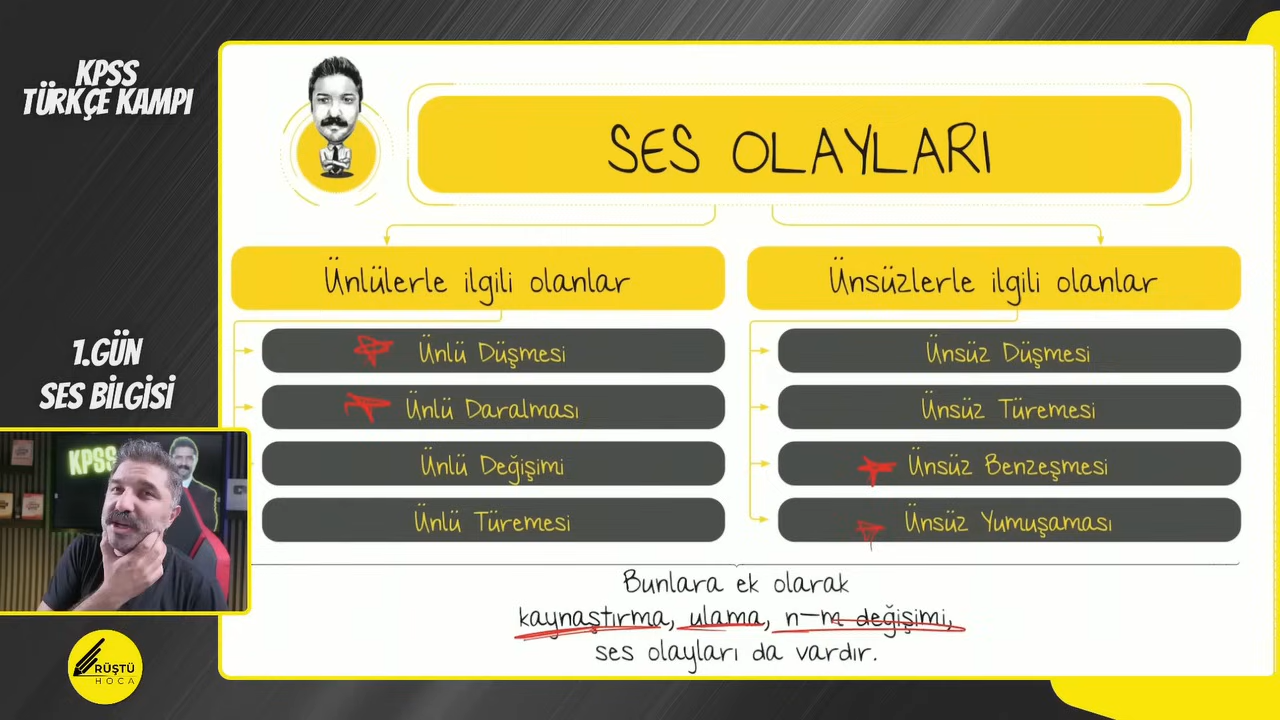 KPSS
TÜRKÇE KAMPI
SES OLAYLARI
Ünlülerle ilgili olanlar
Ünlü Düşmesi
Ünlü Daralması
Ünlü Değişimi
Ünlü Türemesi
Ünsüzlerle ilgili olanlar
Ünsüz Düşmesi
Ünsüz Türemesi
Ünsüz Benzeşmesi
Ünsüz Yumuşaması
Bunlara ek olarak
kaynaştırma, ulama, n–m değişimi,
ses olayları da vardır.
1.GÜN
SES BİLGİSİ
KPSS
RÜŞTÜ
HOCA